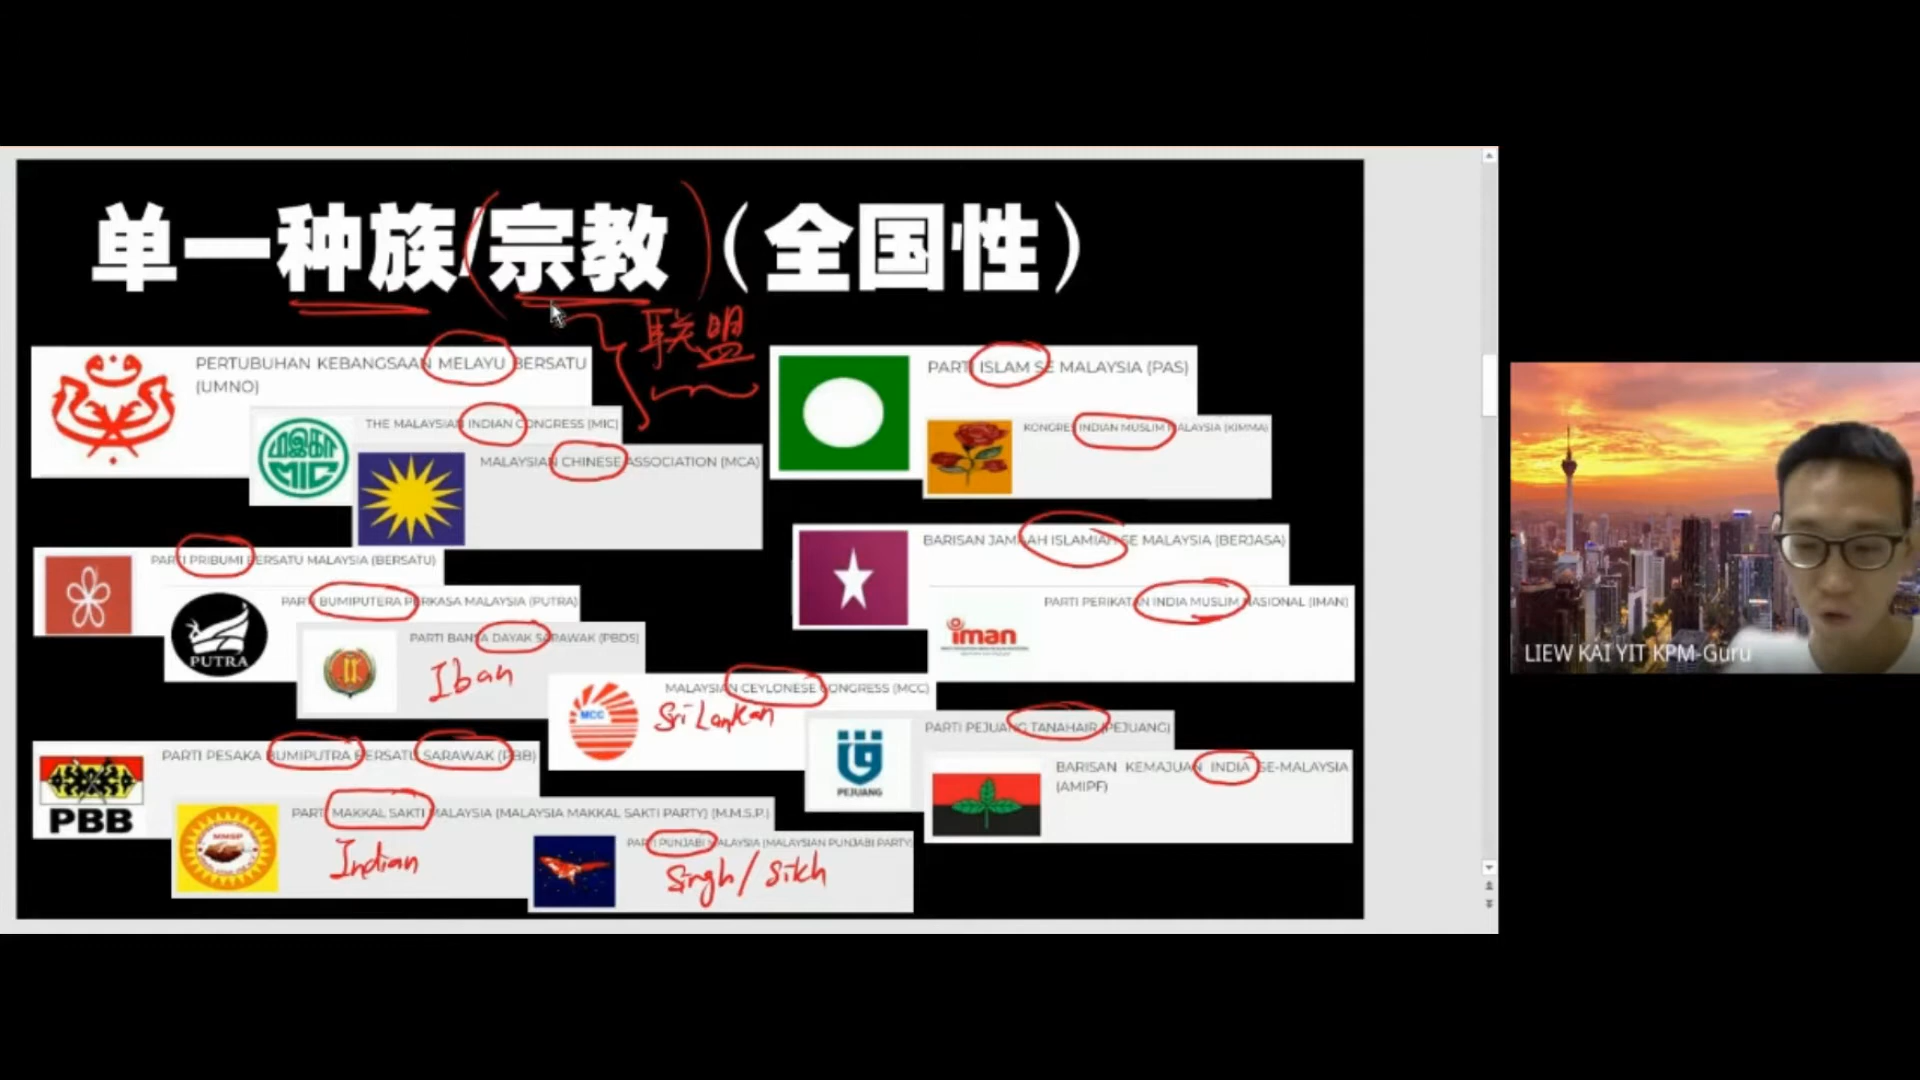 单一种族/(宗教)（全国性）
联盟
PERTUBUHAN KEBANGSAAN MELAYU BERSATU
(UMNO)
THE MALAYSIAN INDIAN CONGRESS (MIC)
மஇகா
MIC
MALAYSIAN CHINESE ASSOCIATION (MCA)
PARTI ISLAM SE MALAYSIA (PAS)
KONGRES INDIAN MUSLIM MALAYSIA (KIMMA)
PARTI PRIBUMI BERSATU MALAYSIA (BERSATU)
PARTI BUMIPUTERA PERKASA MALAYSIA (PUTRA)
PUTRA
PARTI BANSA DAYAK SARAWAK (PBDS)
Iban
BARISAN JAMAAH ISLAMIAH SE MALAYSIA (BERJASA)
PARTI PERIKATAN INDIA MUSLIM NASIONAL (IMAN)
iman
MALAYSIAN CEYLONESE CONGRESS (MCC)
MCC
Sri Lankan
PARTI PEJUANG TANAHAIR (PEJUANG)
PEJUANG
BARISAN KEMAJUAN INDIA SE-MALAYSIA
(AMIPF)
PARTI PESAKA BUMIPUTRA BERSATU SARAWAK (PBB)
PBB
PARTI MAKKAL SAKTI MALAYSIA (MALAYSIA MAKKAL SAKTI PARTY) (M.M.S.P.)
MMSP
Indian
PARTI PUNJABI MALAYSIA (MALAYSIAN PUNJABI PARTY)
Singh / Sikh
LIEW KAI YIT KPM-Guru